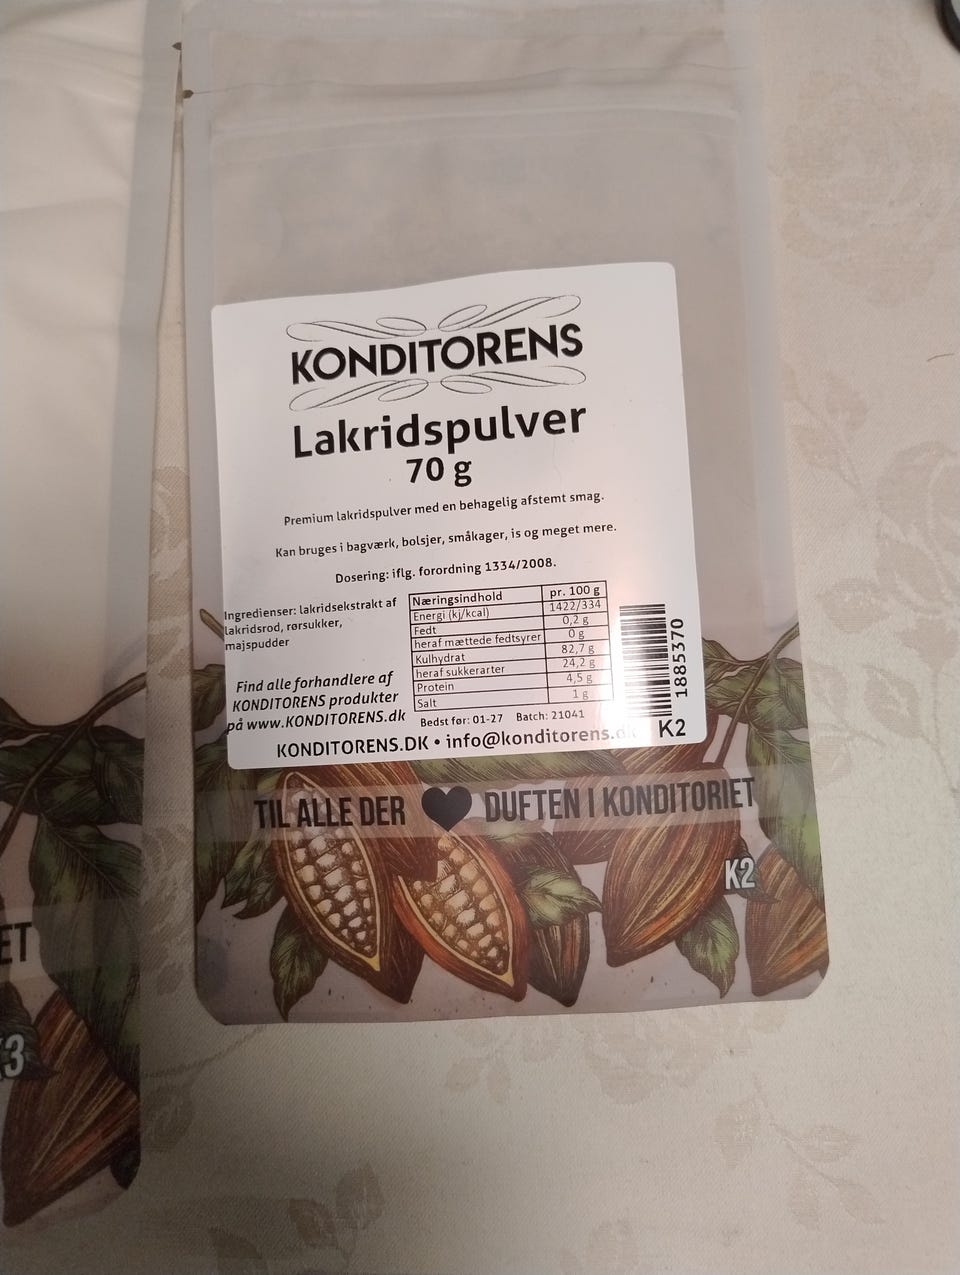 KONDITORENS
Lakridspulver
70 g
Premium lakridspulver med en behagelig afstemt smag.
Kan bruges i bagværk, bolsjer, småkager, is og meget mere.
Dosering: iflg. forordning 1334/2008.
Ingredienser: lakridsekstrakt af
lakridsrod, rørsukker,
majspudder
Find alle forhandlere af
KONDITORENS produkter
på www.KONDITORENS.dk
Næringsindhold pr. 100 g
Energi (kj/kcal) 1422/334
Fedt 0,2 g
heraf mættede fedtsyrer 0 g
Kulhydrat 82,7 g
heraf sukkerarter 24,2 g
Protein 4,5 g
Salt 1 g
Bedst før: 01-27 Batch: 21041
1885370
KONDITORENS.DK • info@konditorens.dk K2
TIL ALLE DER DUFTEN I KONDITORIET
K2
ET
K3